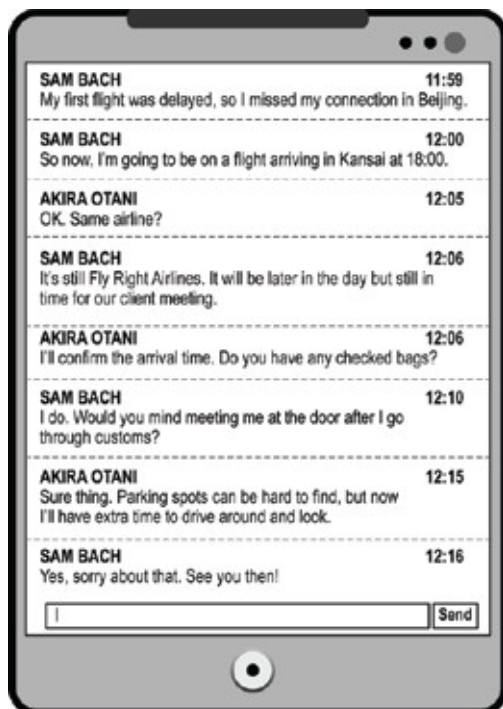 SAM BACH 11:59
My first flight was delayed, so I missed my connection in Beijing.
SAM BACH 12:00
So now, I'm going to be on a flight arriving in Kansai at 18:00.
AKIRA OTANI 12:05
OK. Same airline?
SAM BACH 12:06
It's still Fly Right Airlines. It will be later in the day but still in
time for our client meeting.
AKIRA OTANI 12:06
I'll confirm the arrival time. Do you have any checked bags?
SAM BACH 12:10
I do. Would you mind meeting me at the door after I go
through customs?
AKIRA OTANI 12:15
Sure thing. Parking spots can be hard to find, but now
I'll have extra time to drive around and look.
SAM BACH 12:16
Yes, sorry about that. See you then!
Send